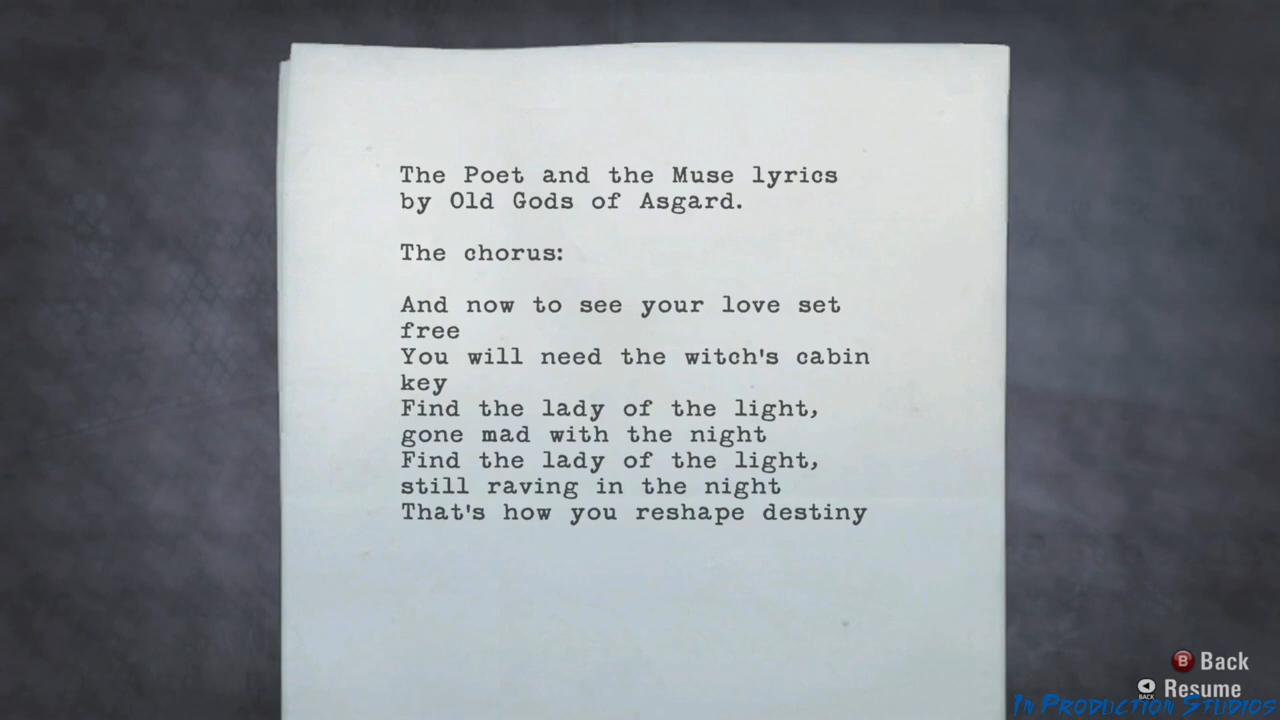 The Poet and the Muse lyrics
by Old Gods of Asgard.
The chorus:
And now to see your love set
free
You will need the witch's cabin
key
Find the lady of the light,
gone mad with the night
Find the lady of the light,
still raving in the night
That's how you reshape destiny
B Back
BACK Resume
In Production Studios